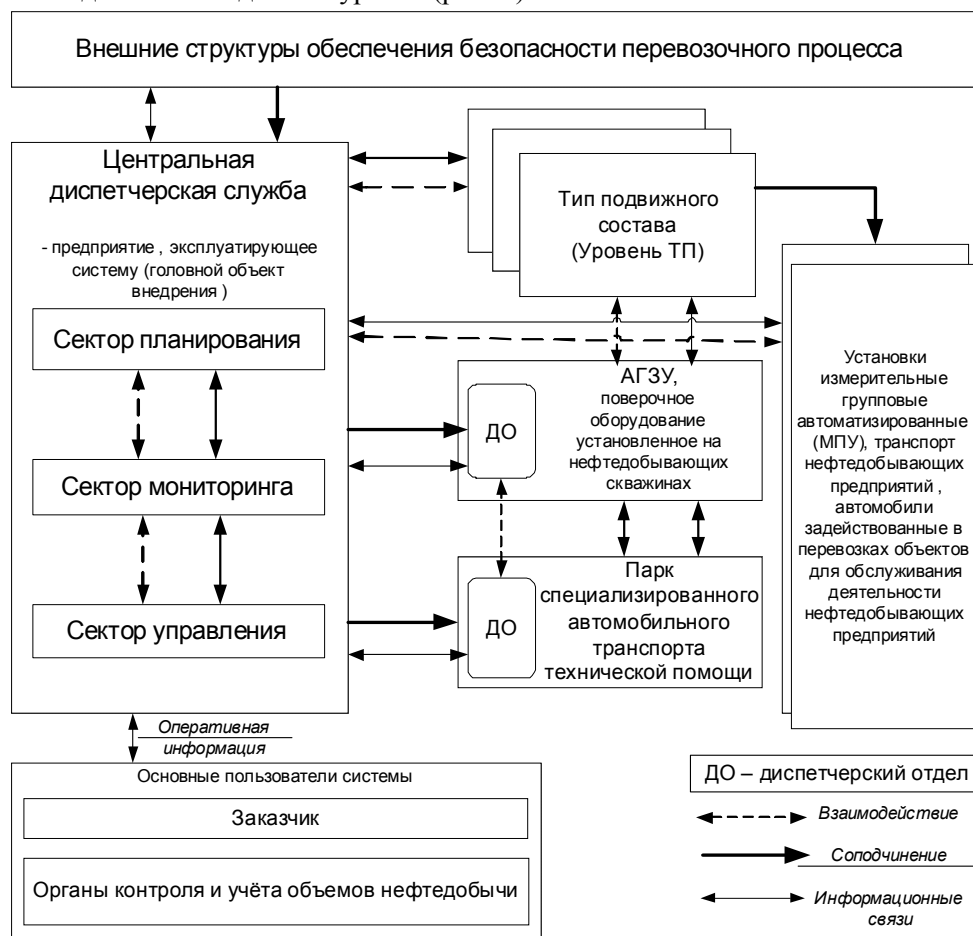 Внешние структуры обеспечения безопасности перевозочного процесса
Центральная
диспетчерская служба
- предприятие , эксплуатирующее
систему (головной объект
внедрения )
Сектор планирования
Сектор мониторинга
Сектор управления
Тип подвижного
состава
(Уровень ТП)
ДО
АГЗУ,
поверочное
оборудование
установленное на
нефтедобывающих
скважинах
ДО
Парк
специализированного
автомобильного
транспорта
технической помощи
Установки
измерительные
групповые
автоматизированные
(МПУ), транспорт
нефтедобывающих
предприятий ,
автомобили
задействованные в
перевозках объектов
для обслуживания
деятельности
нефтедобывающих
предприятий
Оперативная
информация
Основные пользователи системы
Заказчик
Органы контроля и учёта объемов нефтедобычи
ДО – диспетчерский отдел
Взаимодействие
Соподчинение
Информационные
связи